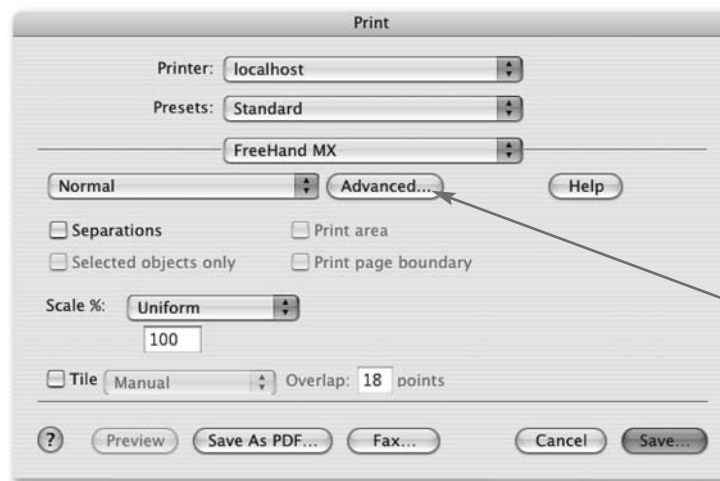 Print
Printer: localhost
Presets: Standard
FreeHand MX
Normal Advanced... Help
Separations Print area
Selected objects only Print page boundary
Scale %: Uniform
100
Tile Manual Overlap: 18 points
? Preview Save As PDF... Fax... Cancel Save...